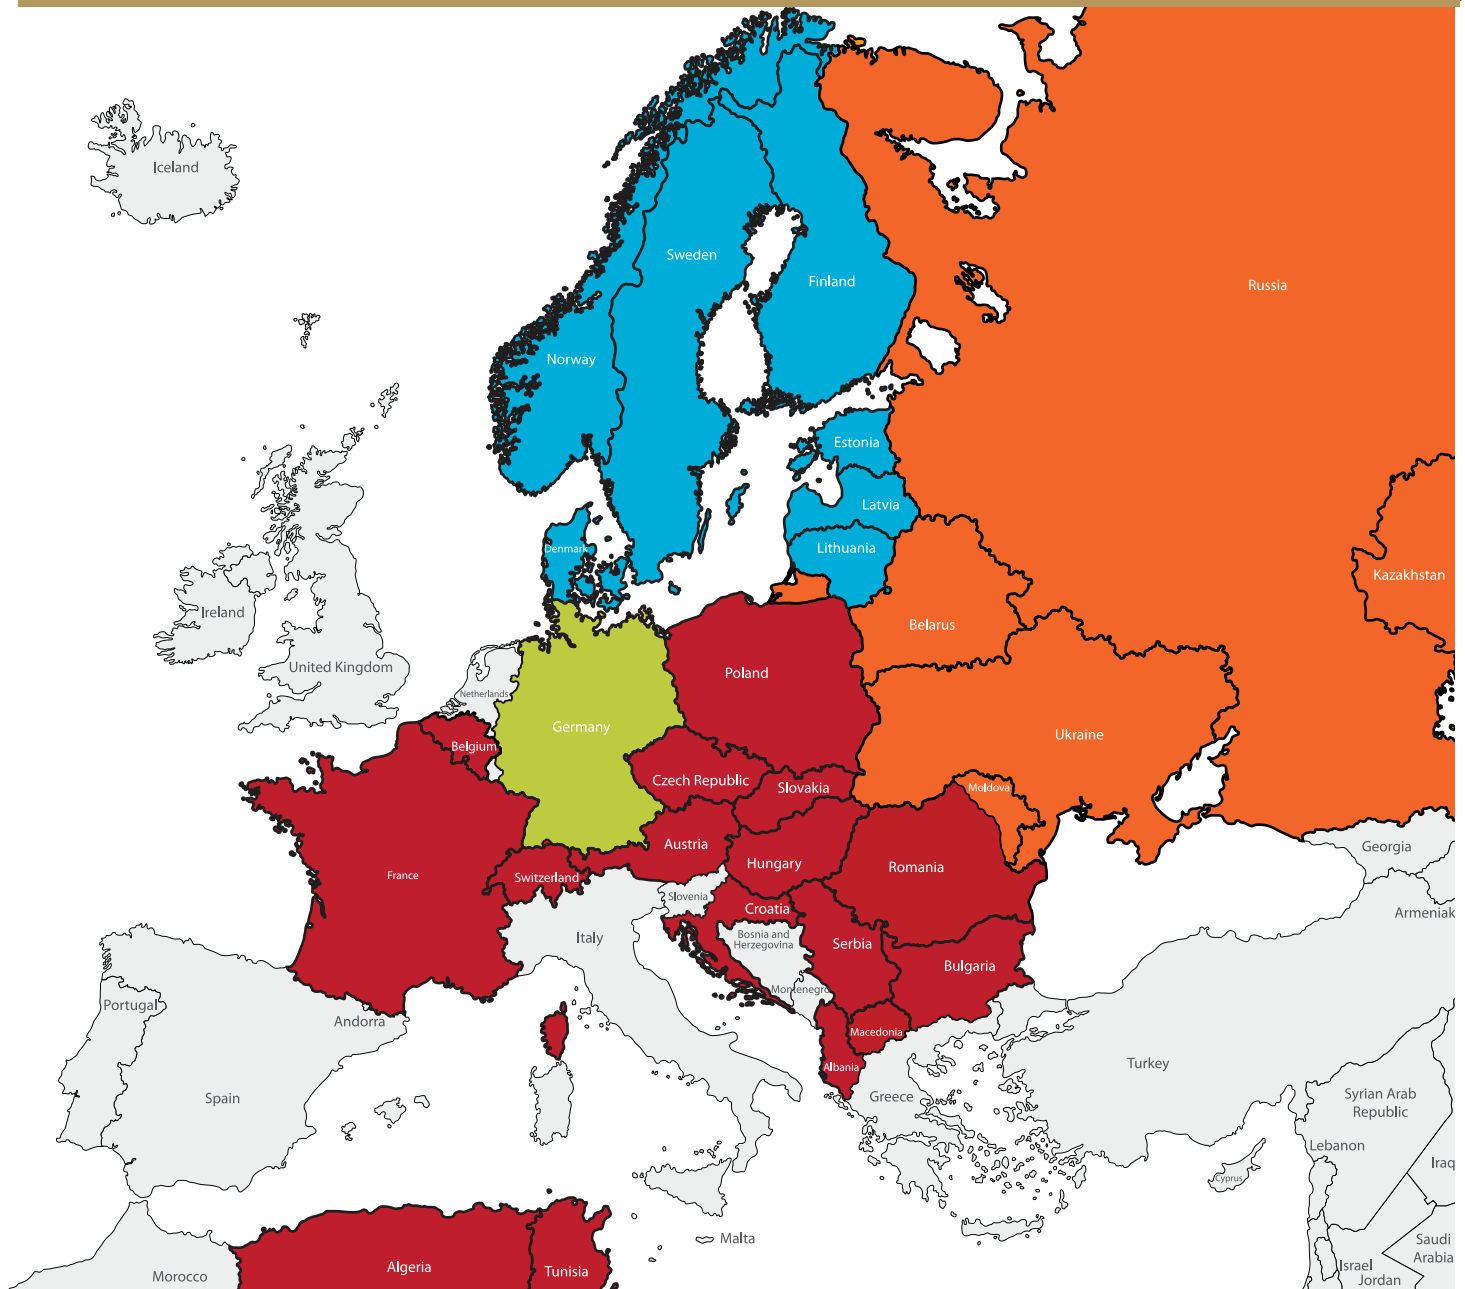 Iceland
Sweden
Finland
Russia
Norway
Estonia
Latvia
Lithuania
Denmark
Kazakhstan
Ireland
Belarus
United Kingdom
Poland
Netherlands
Germany
Ukraine
Belgium
Czech Republic
Slovakia
Moldova
Austria
Georgia
Hungary
Romania
France
Switzerland
Slovenia
Croatia
Armeniak
Italy
Bosnia and
Herzegovina
Serbia
Bulgaria
Montenegro
Portugal
Andorra
Macedonia
Turkey
Albania
Spain
Greece
Syrian Arab
Republic
Lebanon
Iraq
Cyprus
Malta
Saudi
Arabia
Algeria
Tunisia
Israel
Morocco
Jordan